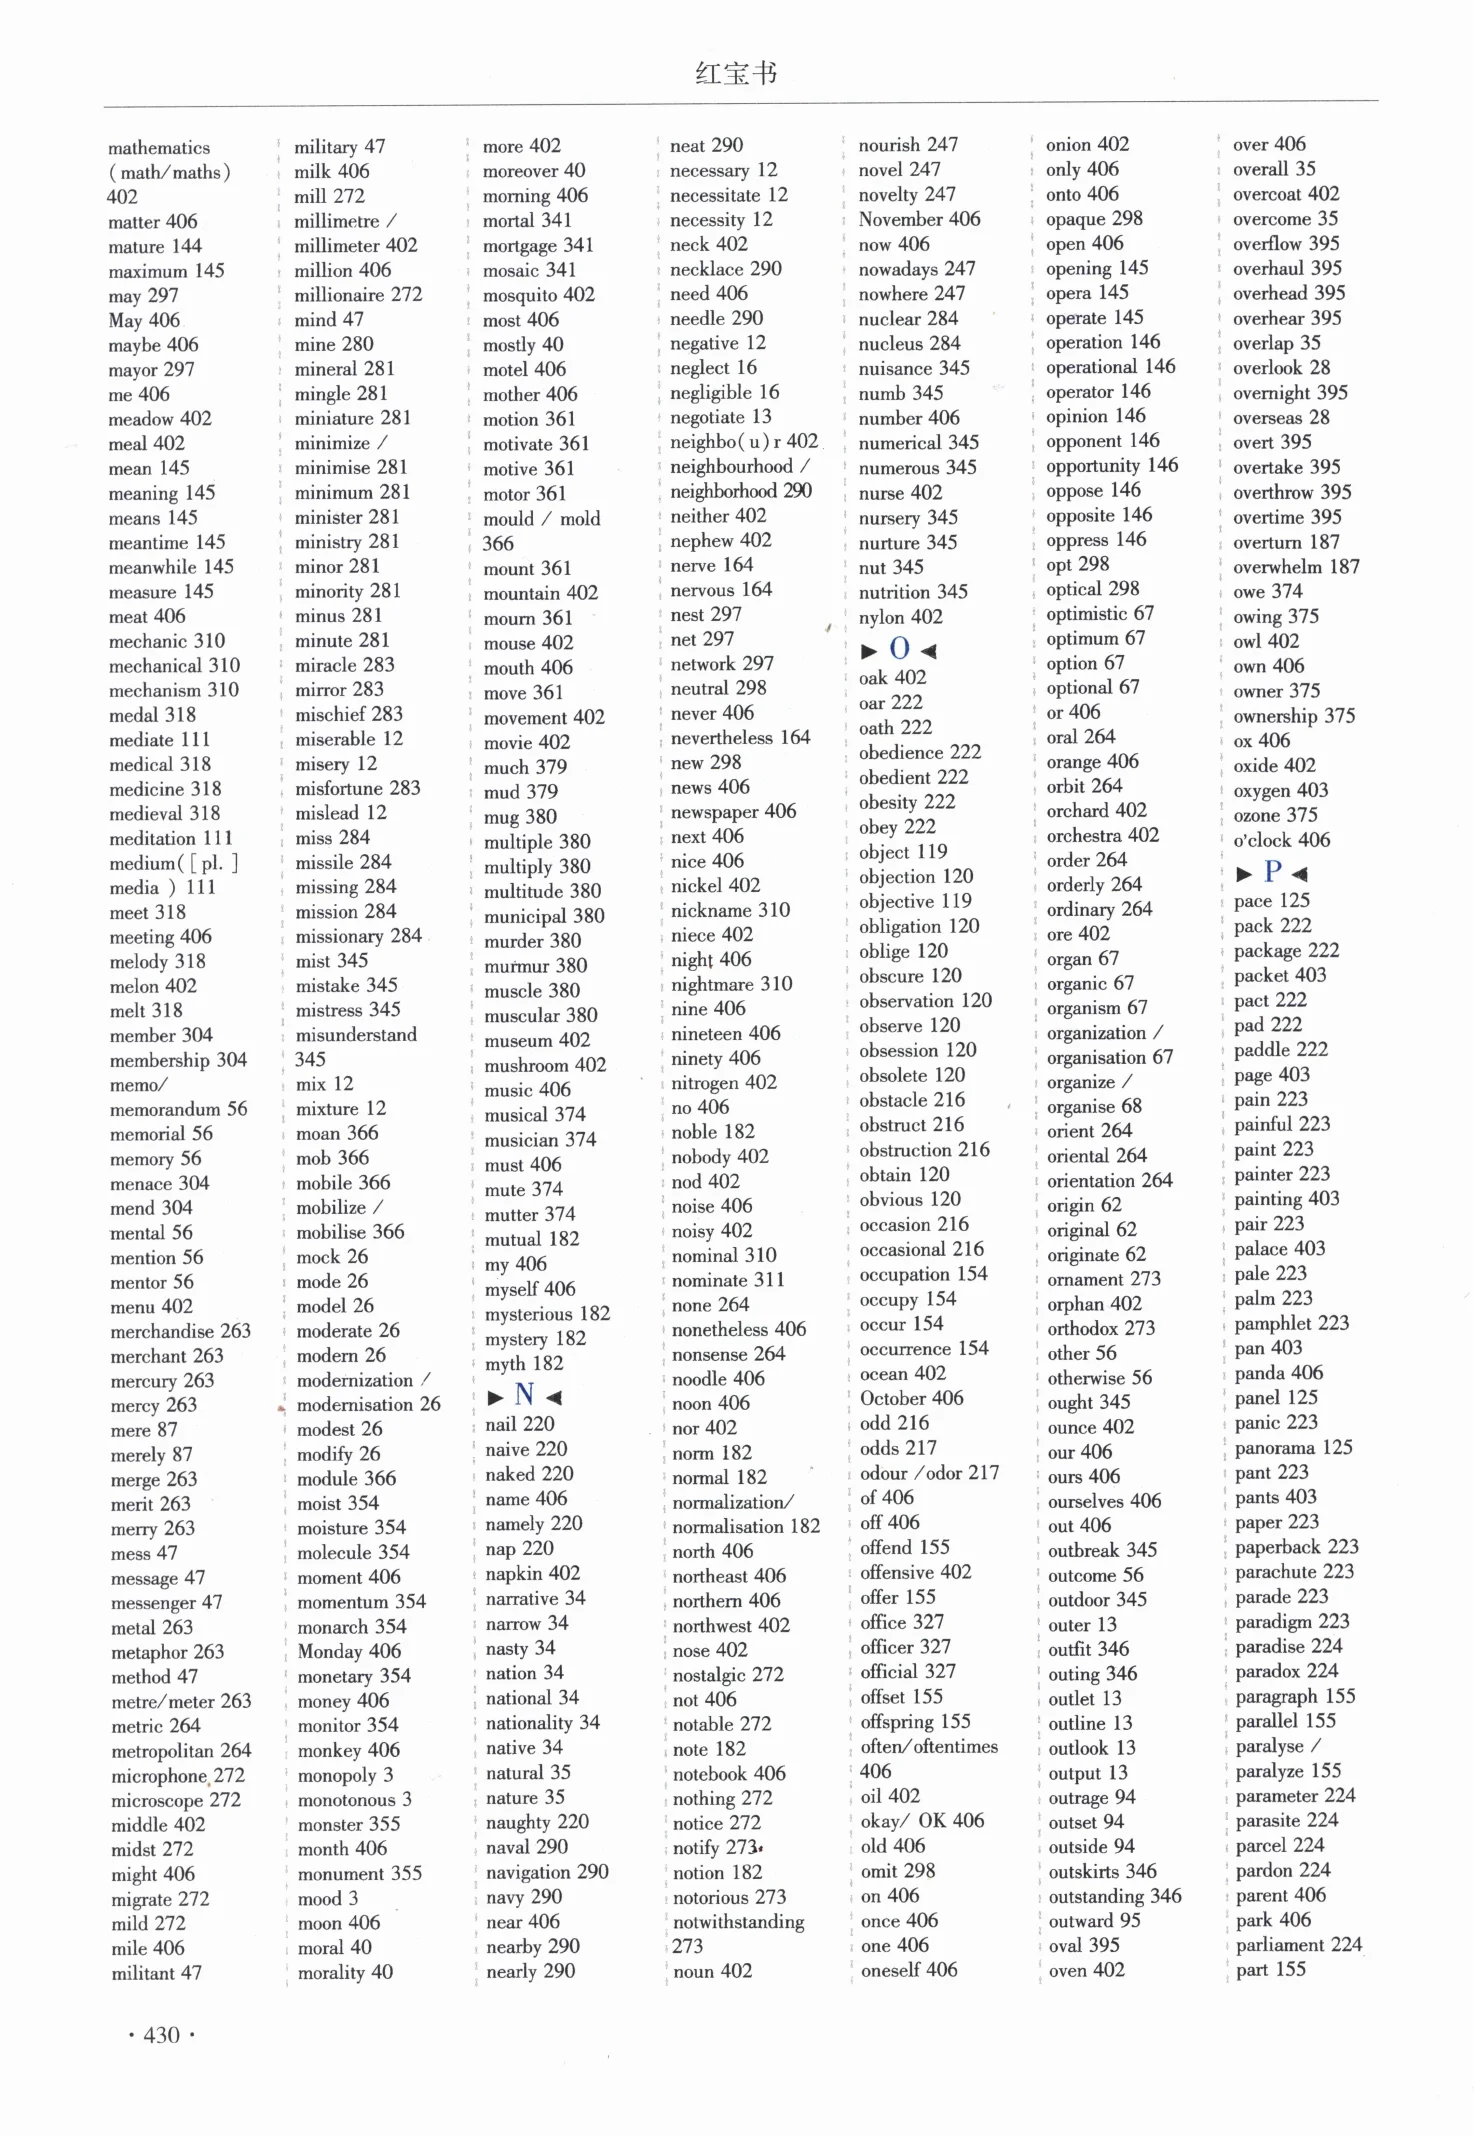 红宝书
mathematics
( math/maths )
402
matter 406
mature 144
maximum 145
may 297
May 406
maybe 406
mayor 297
me 406
meadow 402
meal 402
mean 145
meaning 145
means 145
meantime 145
meanwhile 145
measure 145
meat 406
mechanic 310
mechanical 310
mechanism 310
medal 318
mediate 111
medical 318
medicine 318
medieval 318
meditation 111
medium( [ pl. ]
media ) 111
meet 318
meeting 406
melody 318
melon 402
melt 318
member 304
membership 304
memo/
memorandum 56
memorial 56
memory 56
menace 304
mend 304
mental 56
mention 56
mentor 56
menu 402
merchandise 263
merchant 263
mercury 263
mercy 263
mere 87
merely 87
merge 263
merit 263
merry 263
mess 47
message 47
messenger 47
metal 263
metaphor 263
method 47
metre/meter 263
metric 264
metropolitan 264
microphone 272
microscope 272
middle 402
midst 272
might 406
migrate 272
mild 272
mile 406
militant 47
military 47
milk 406
mill 272
millimetre /
millimeter 402
million 406
millionaire 272
mind 47
mine 280
mineral 281
mingle 281
miniature 281
minimize /
minimise 281
minimum 281
minister 281
ministry 281
minor 281
minority 281
minus 281
minute 281
miracle 283
mirror 283
mischief 283
miserable 12
misery 12
misfortune 283
mislead 12
miss 284
missile 284
missing 284
mission 284
missionary 284
mist 345
mistake 345
mistress 345
misunderstand
345
mix 12
mixture 12
moan 366
mob 366
mobile 366
mobilize /
mobilise 366
mock 26
mode 26
model 26
moderate 26
modern 26
modernization /
modernisation 26
modest 26
modify 26
module 366
moist 354
moisture 354
molecule 354
moment 406
momentum 354
monarch 354
Monday 406
monetary 354
money 406
monitor 354
monkey 406
monopoly 3
monotonous 3
monster 355
month 406
monument 355
mood 3
moon 406
moral 40
morality 40
more 402
moreover 40
morning 406
mortal 341
mortgage 341
mosaic 341
mosquito 402
most 406
mostly 40
motel 406
mother 406
motion 361
motivate 361
motive 361
motor 361
mould / mold
366
mount 361
mountain 402
mourn 361
mouse 402
mouth 406
move 361
movement 402
movie 402
much 379
mud 379
mug 380
multiple 380
multiply 380
multitude 380
municipal 380
murder 380
murmur 380
muscle 380
muscular 380
museum 402
mushroom 402
music 406
musical 374
musician 374
must 406
mute 374
mutter 374
mutual 182
my 406
myself 406
mysterious 182
mystery 182
myth 182
▶ N ◀
nail 220
naive 220
naked 220
name 406
namely 220
nap 220
napkin 402
narrative 34
narrow 34
nasty 34
nation 34
national 34
nationality 34
native 34
natural 35
nature 35
naughty 220
naval 290
navigation 290
navy 290
near 406
nearby 290
nearly 290
neat 290
necessary 12
necessitate 12
necessity 12
neck 402
necklace 290
need 406
needle 290
negative 12
neglect 16
negligible 16
negotiate 13
neighbo( u ) r 402
neighbourhood /
neighborhood 290
neither 402
nephew 402
nerve 164
nervous 164
nest 297
net 297
network 297
neutral 298
never 406
nevertheless 164
new 298
news 406
newspaper 406
next 406
nice 406
nickel 402
nickname 310
niece 402
night 406
nightmare 310
nine 406
nineteen 406
ninety 406
nitrogen 402
no 406
noble 182
nobody 402
nod 402
noise 406
noisy 402
nominal 310
nominate 311
none 264
nonetheless 406
nonsense 264
noodle 406
noon 406
nor 402
norm 182
normal 182
normalization/
normalisation 182
north 406
northeast 406
northern 406
northwest 402
nose 402
nostalgic 272
not 406
notable 272
note 182
notebook 406
nothing 272
notice 272
notify 273
notion 182
notorious 273
notwithstanding
273
noun 402
nourish 247
novel 247
novelty 247
November 406
now 406
nowadays 247
nowhere 247
nuclear 284
nucleus 284
nuisance 345
numb 345
number 406
numerical 345
numerous 345
nurse 402
nursery 345
nurture 345
nut 345
nutrition 345
nylon 402
▶ O ◀
oak 402
oar 222
oath 222
obedience 222
obedient 222
obesity 222
obey 222
object 119
objection 120
objective 119
obligation 120
oblige 120
obscure 120
observation 120
observe 120
obsession 120
obsolete 120
obstacle 216
obstruct 216
obstruction 216
obtain 120
obvious 120
occasion 216
occasional 216
occupation 154
occupy 154
occur 154
occurrence 154
ocean 402
October 406
odd 216
odds 217
odour /odor 217
of 406
off 406
offend 155
offensive 402
offer 155
office 327
officer 327
official 327
offset 155
offspring 155
often/oftentimes
406
oil 402
okay/ OK 406
old 406
omit 298
on 406
once 406
one 406
oneself 406
onion 402
only 406
onto 406
opaque 298
open 406
opening 145
opera 145
operate 145
operation 146
operational 146
operator 146
opinion 146
opponent 146
opportunity 146
oppose 146
opposite 146
oppress 146
opt 298
optical 298
optimistic 67
optimum 67
option 67
optional 67
or 406
oral 264
orange 406
orbit 264
orchard 402
orchestra 402
order 264
orderly 264
ordinary 264
ore 402
organ 67
organic 67
organism 67
organization /
organisation 67
organize /
organise 68
orient 264
oriental 264
orientation 264
origin 62
original 62
originate 62
ornament 273
orphan 402
orthodox 273
other 56
otherwise 56
ought 345
ounce 402
our 406
ours 406
ourselves 406
out 406
outbreak 345
outcome 56
outdoor 345
outer 13
outfit 346
outing 346
outlet 13
outline 13
outlook 13
output 13
outrage 94
outset 94
outside 94
outskirts 346
outstanding 346
outward 95
oval 395
oven 402
over 406
overall 35
overcoat 402
overcome 35
overflow 395
overhaul 395
overhead 395
overhear 395
overlap 35
overlook 28
overnight 395
overseas 28
overt 395
overtake 395
overthrow 395
overtime 395
overturn 187
overwhelm 187
owe 374
owing 375
owl 402
own 406
owner 375
ownership 375
ox 406
oxide 402
oxygen 403
ozone 375
o'clock 406
▶ P ◀
pace 125
pack 222
package 222
packet 403
pact 222
pad 222
paddle 222
page 403
pain 223
painful 223
paint 223
painter 223
painting 403
pair 223
palace 403
pale 223
palm 223
pamphlet 223
pan 403
panda 406
panel 125
panic 223
panorama 125
pant 223
pants 403
paper 223
paperback 223
parachute 223
parade 223
paradigm 223
paradise 224
paradox 224
paragraph 155
parallel 155
paralyse /
paralyze 155
parameter 224
parasite 224
parcel 224
pardon 224
parent 406
park 406
parliament 224
part 155
· 430 ·